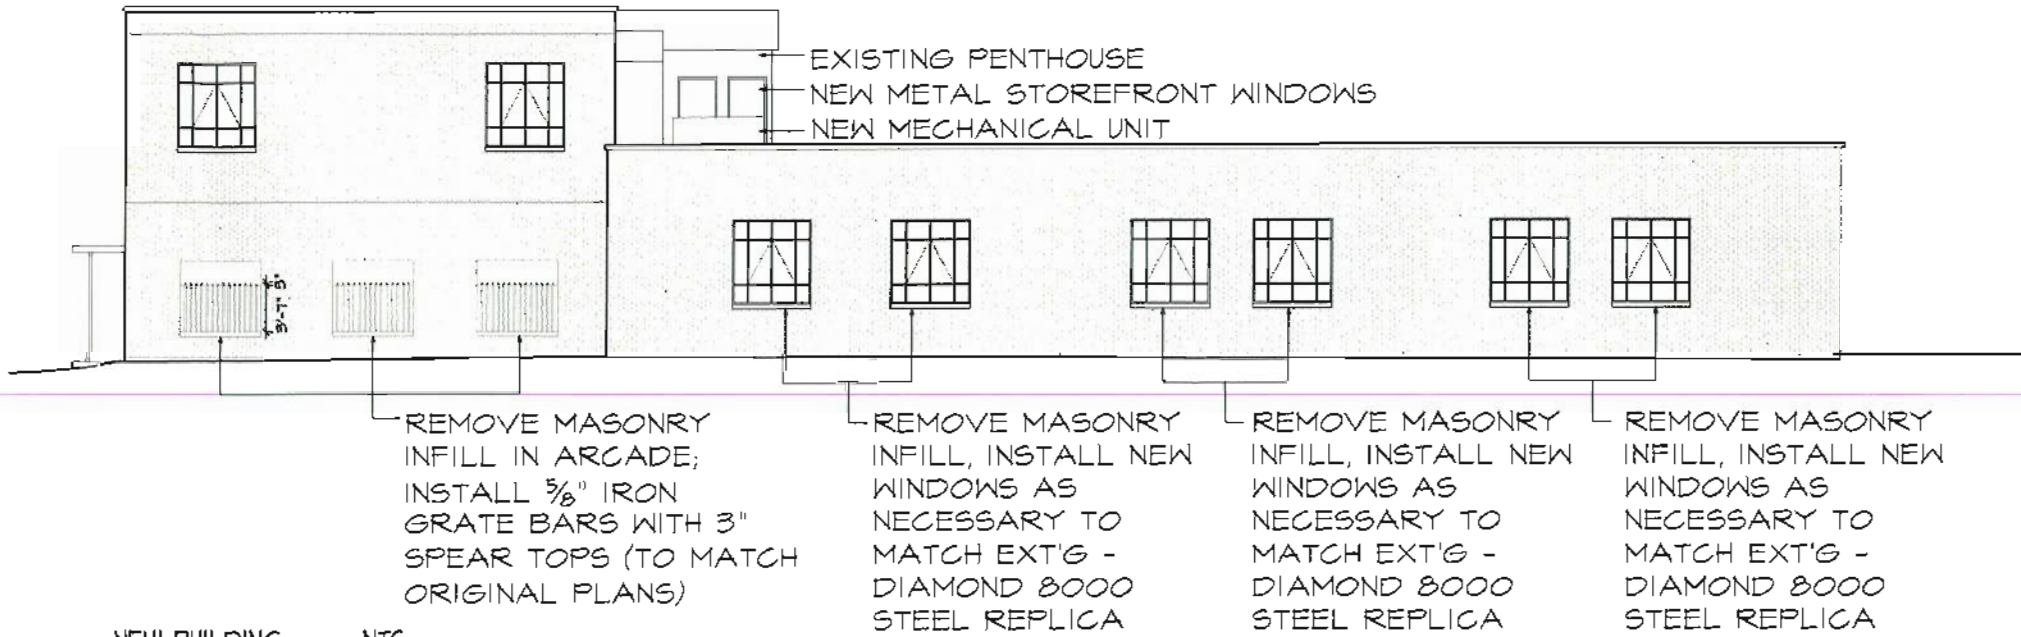 EXISTING PENTHOUSE
NEW METAL STOREFRONT WINDOWS
NEW MECHANICAL UNIT
3"
3'-7"
REMOVE MASONRY
INFILL IN ARCADE;
INSTALL 5/8" IRON
GRATE BARS WITH 3"
SPEAR TOPS (TO MATCH
ORIGINAL PLANS)
REMOVE MASONRY
INFILL, INSTALL NEW
WINDOWS AS
NECESSARY TO
MATCH EXT'G -
DIAMOND 8000
STEEL REPLICA
REMOVE MASONRY
INFILL, INSTALL NEW
WINDOWS AS
NECESSARY TO
MATCH EXT'G -
DIAMOND 8000
STEEL REPLICA
REMOVE MASONRY
INFILL, INSTALL NEW
WINDOWS AS
NECESSARY TO
MATCH EXT'G -
DIAMOND 8000
STEEL REPLICA